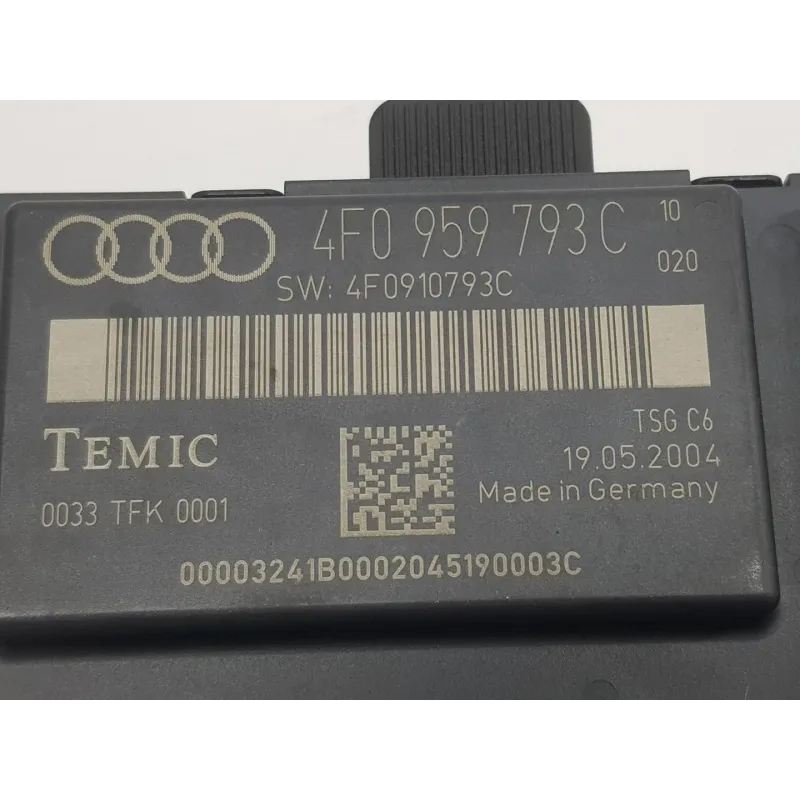 4F0 959 793C 10
020
SW: 4F0910793C
TEMIC
TSG C6
19.05.2004
0033 TFK 0001
Made in Germany
00003241B0002045190003C